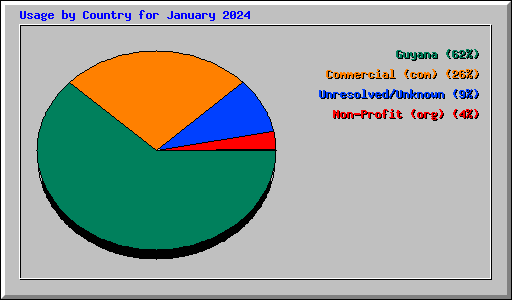 Usage by Country for January 2024
Guyana (62%)
Commercial (com) (26%)
Unresolved/Unknown (9%)
Non-Profit (org) (4%)